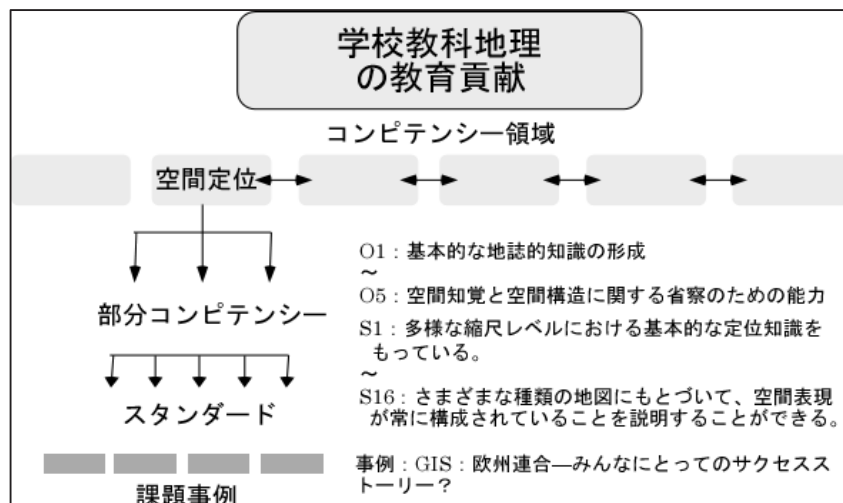 学校教科地理
の教育貢献
コンピテンシー領域
空間定位
部分コンピテンシー
スタンダード
課題事例
O1：基本的な地誌的知識の形成
～
O5：空間知覚と空間構造に関する省察のための能力
S1：多様な縮尺レベルにおける基本的な定位知識を
もっている。
～
S16：さまざまな種類の地図にもとづいて、空間表現
が常に構成されていることを説明することができる。
事例：GIS：欧州連合―みんなにとってのサクセスス
トーリー？